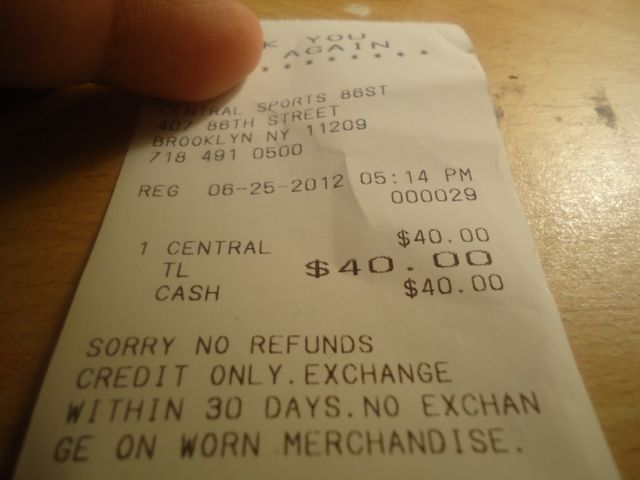 K YOU
AGAIN
* * * * * * * *
CENTRAL SPORTS 86ST
407 86TH STREET
BROOKLYN NY 11209
718 491 0500
REG 06-25-2012 05:14 PM
000029
1 CENTRAL $40.00
TL $40.00
CASH $40.00
SORRY NO REFUNDS
CREDIT ONLY.EXCHANGE
WITHIN 30 DAYS.NO EXCHAN
GE ON WORN MERCHANDISE.